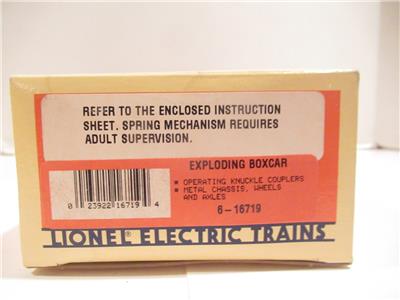 REFER TO THE ENCLOSED INSTRUCTION
SHEET. SPRING MECHANISM REQUIRES
ADULT SUPERVISION.
EXPLODING BOXCAR
* OPERATING KNUCKLE COUPLERS
* METAL CHASSIS, WHEELS
AND AXLES
6-16719
0 23922 16719 4
LIONEL® ELECTRIC TRAINS